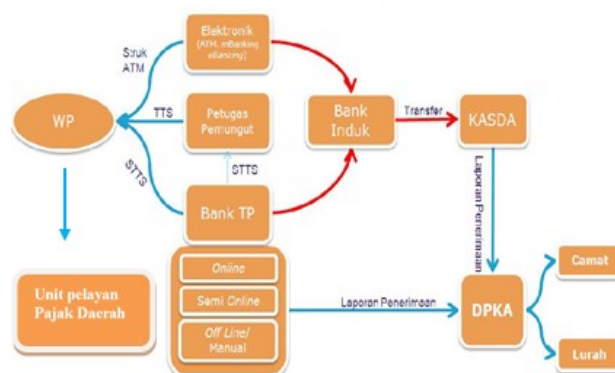 Elektronik
(ATM, mBanking
eBanking)
Struk
ATM
WP
TTS
Petugas
Pemungut
Bank
Induk
Transfer
KASDA
STTS
STTS
Bank TP
Laporan Penerimaan
Online
Semi Online
Off Line/
Manual
Unit pelayan
Pajak Daerah
Laporan Penerimaan
DPKA
Camat
Lurah